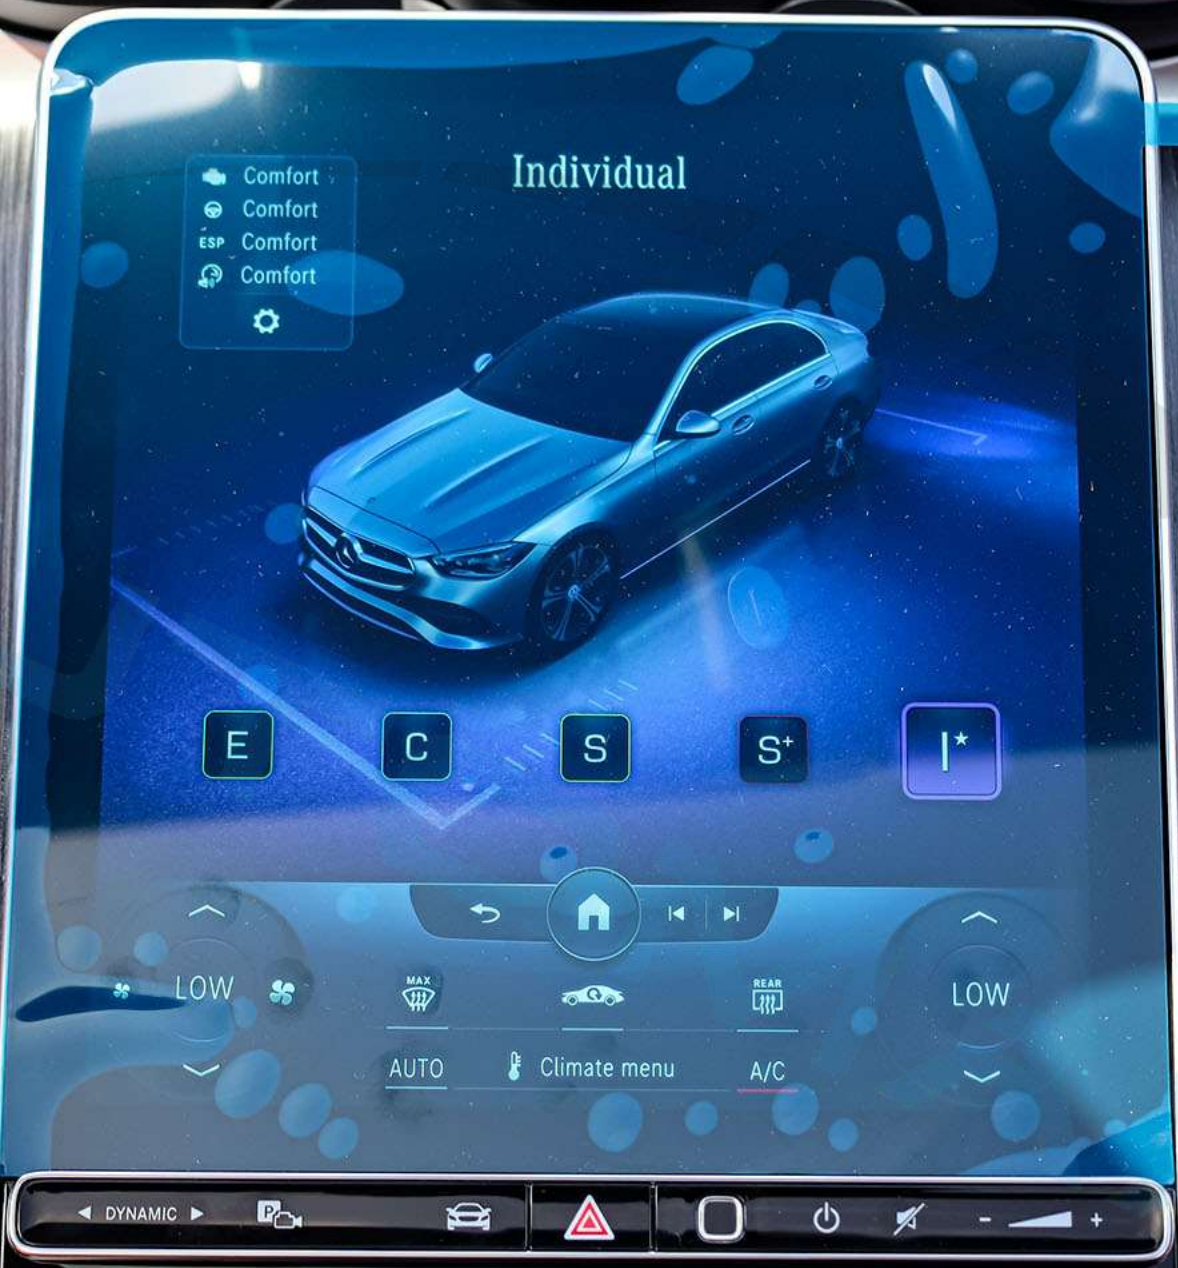 Individual
Comfort
Comfort
ESP Comfort
Comfort
E C S S+ I*
MAX
REAR
LOW
LOW
AUTO Climate menu A/C
◄ DYNAMIC ► P - +